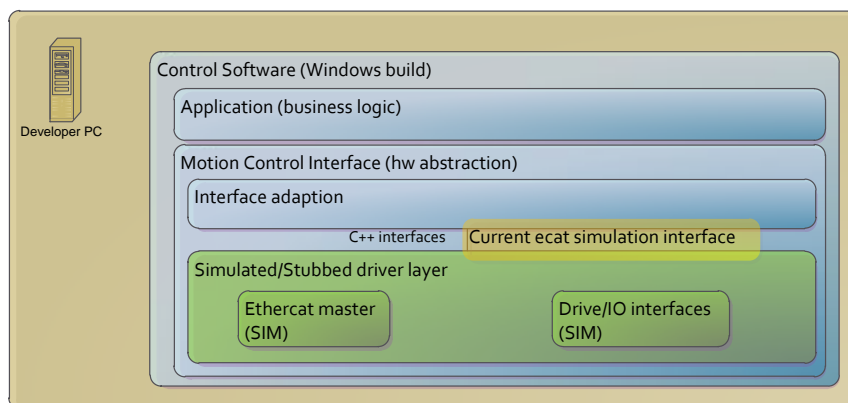 Control Software (Windows build)
Application (business logic)
Developer PC
Motion Control Interface (hw abstraction)
Interface adaption
C++ interfaces
Current ecat simulation interface
Simulated/Stubbed driver layer
Ethercat master
(SIM)
Drive/IO interfaces
(SIM)